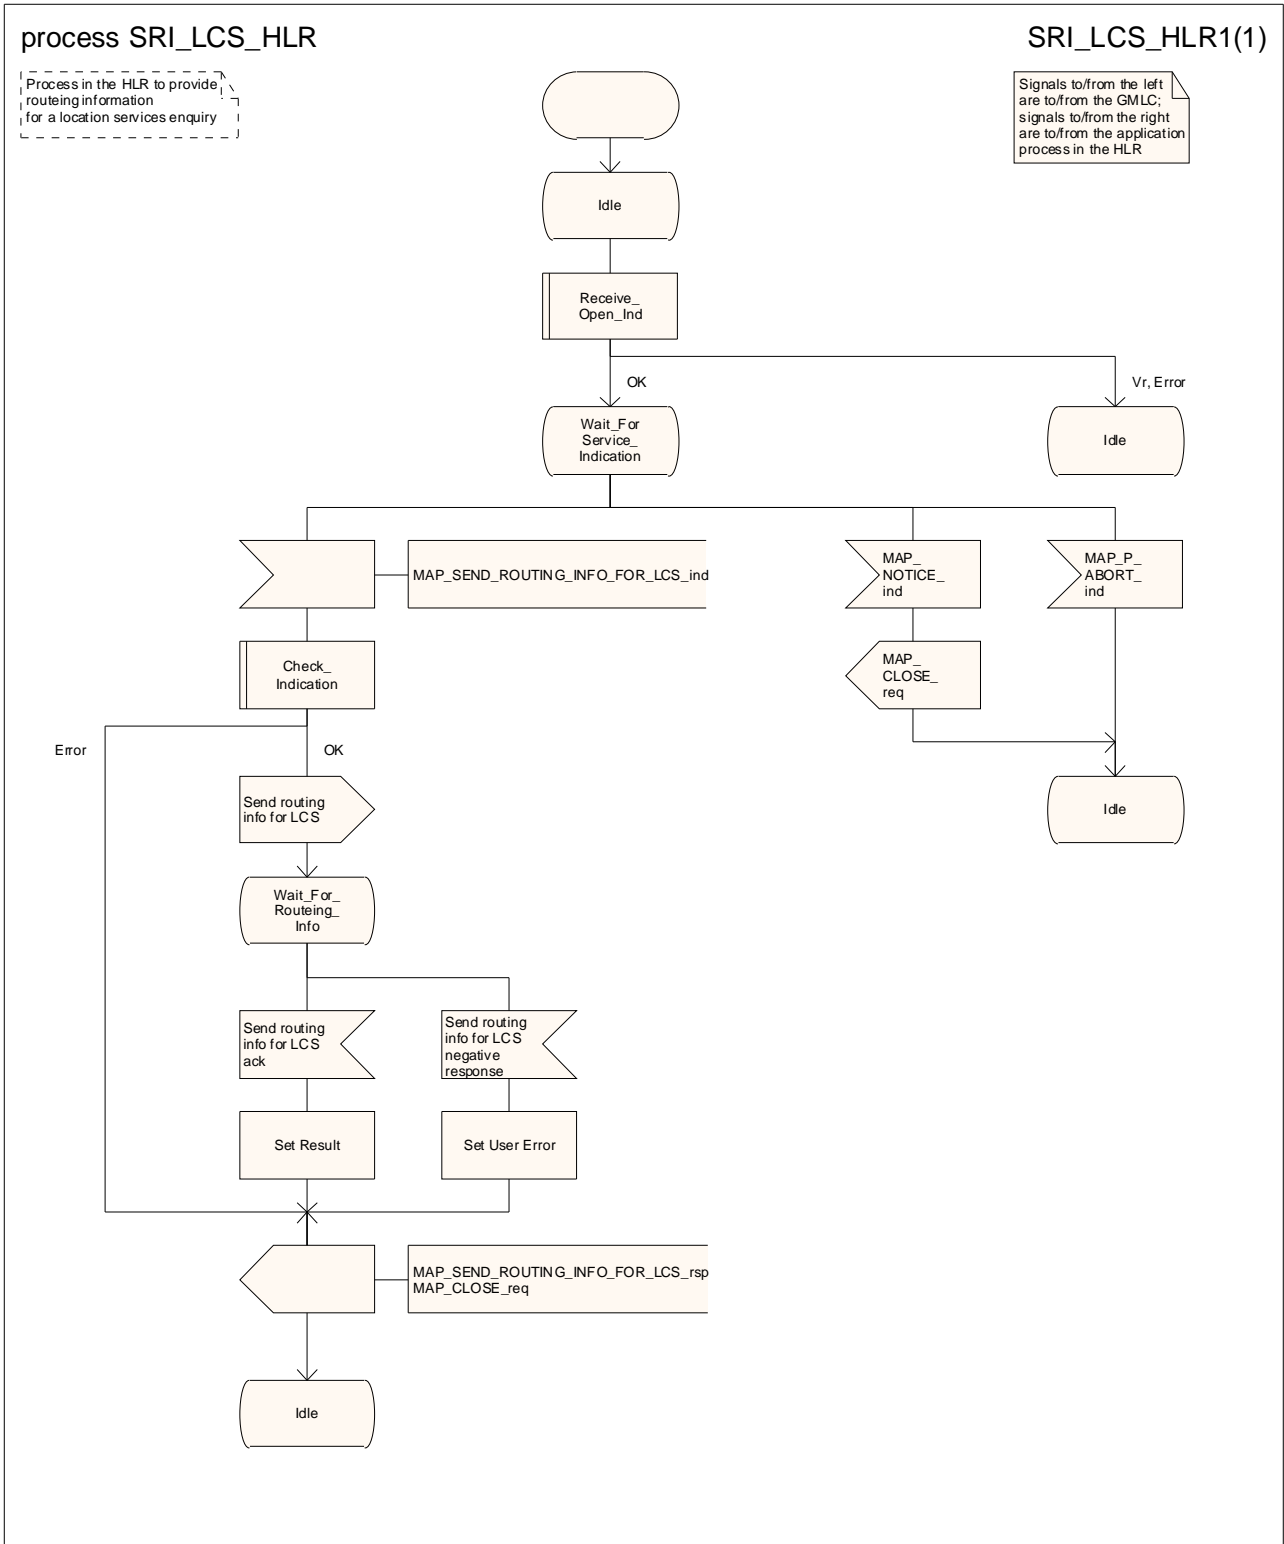 process SRI_LCS_HLR
SRI_LCS_HLR1(1)
Process in the HLR to provide
routeing information
for a location services enquiry
Signals to/from the left
are to/from the GMLC;
signals to/from the right
are to/from the application
process in the HLR
Idle
Receive_
Open_Ind
OK
Vr, Error
Wait_For
Service_
Indication
Idle
MAP_SEND_ROUTING_INFO_FOR_LCS_ind
MAP_
NOTICE_
ind
MAP_P_
ABORT_
ind
Check_
Indication
MAP_
CLOSE_
req
Error
OK
Send routing
info for LCS
Idle
Wait_For_
Routeing_
Info
Send routing
info for LCS
ack
Send routing
info for LCS
negative
response
Set Result
Set User Error
MAP_SEND_ROUTING_INFO_FOR_LCS_rsp
MAP_CLOSE_req
Idle